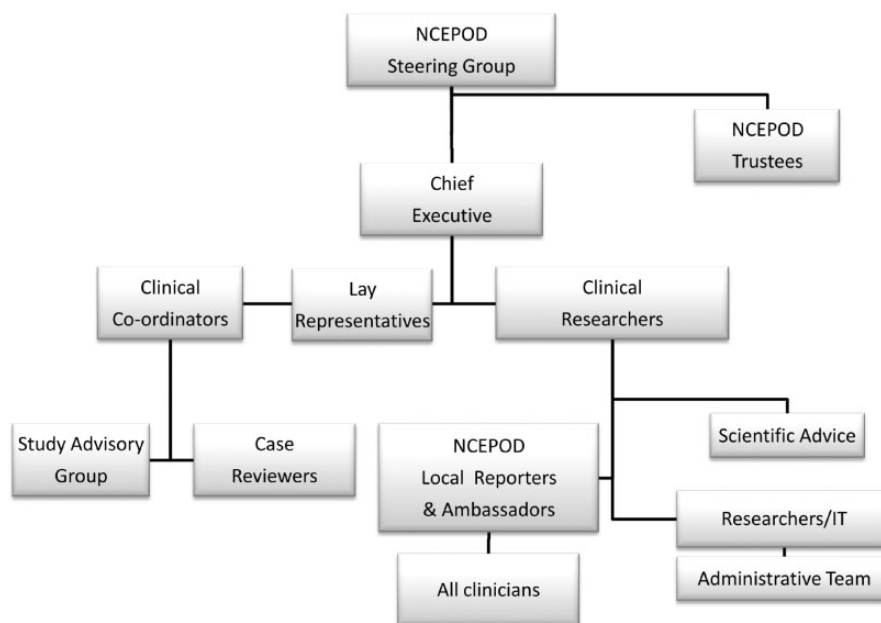 NCEPOD
Steering Group
NCEPOD
Trustees
Chief
Executive
Clinical
Co-ordinators
Lay
Representatives
Clinical
Researchers
Study Advisory
Group
Case
Reviewers
NCEPOD
Local Reporters
& Ambassadors
Scientific Advice
Researchers/IT
All clinicians
Administrative Team